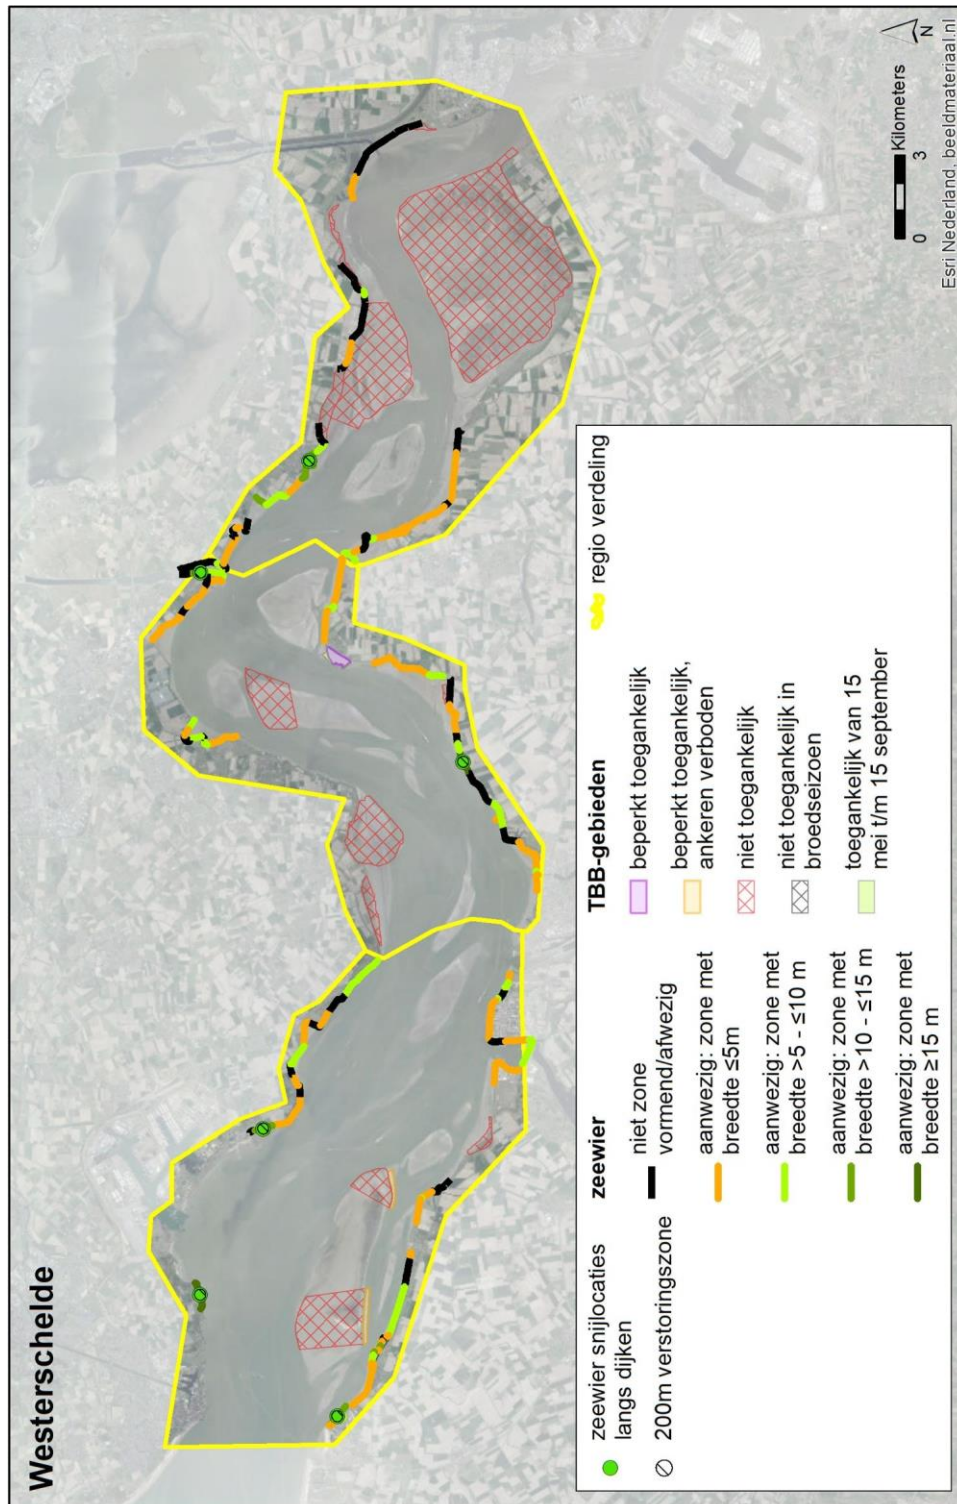 Westerschelde
N
0 3 Kilometers
Esri Nederland, beeldmateriaal.nl
zeewier snijlocaties
langs dijken
200m verstoringszone
zeewier
niet zone
vormend/afwezig
aanwezig: zone met
breedte ≤5m
aanwezig: zone met
breedte >5 - ≤10 m
aanwezig: zone met
breedte >10 - ≤15 m
aanwezig: zone met
breedte ≥15 m
TBB-gebieden
beperkt toegankelijk
beperkt toegankelijk,
ankeren verboden
niet toegankelijk
niet toegankelijk in
broedseizoen
toegankelijk van 15
mei t/m 15 september
regio verdeling